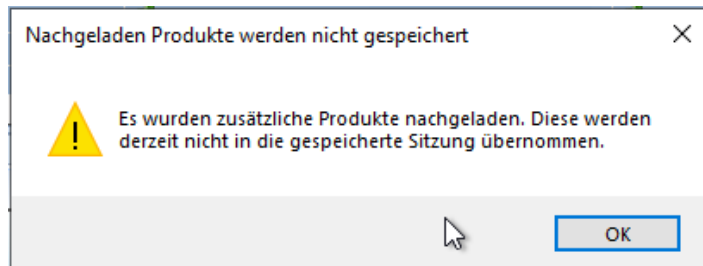 Nachgeladen Produkte werden nicht gespeichert
Es wurden zusätzliche Produkte nachgeladen. Diese werden
derzeit nicht in die gespeicherte Sitzung übernommen.
OK